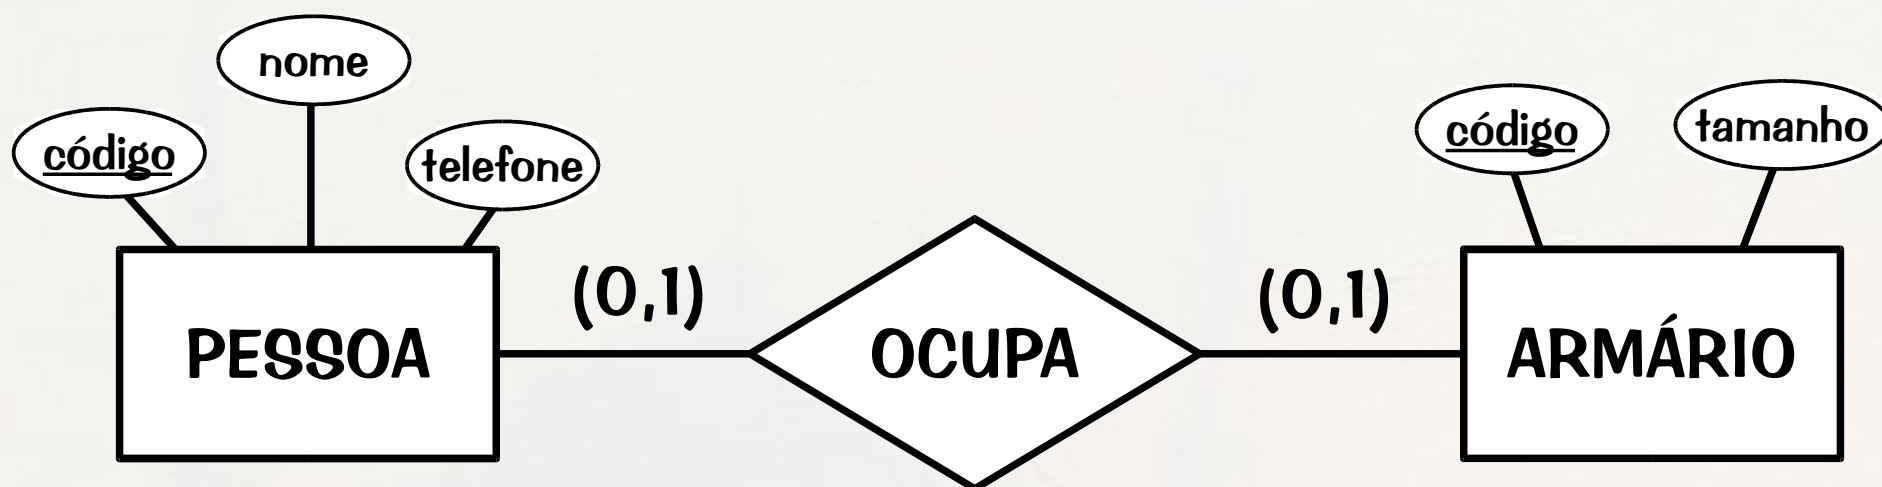 nome
código
telefone
código
tamanho
(0,1)
(0,1)
PESSOA
OCUPA
ARMÁRIO